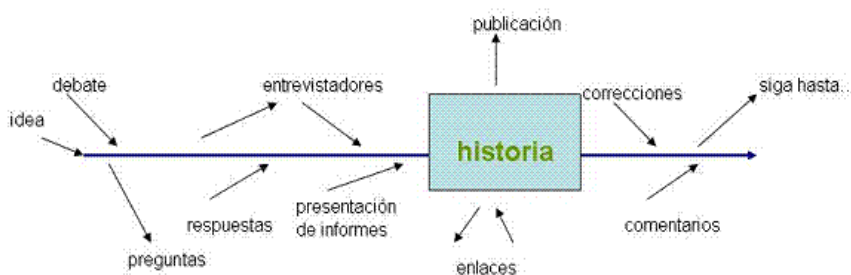 publicación
debate
entrevistadores
correcciones
siga hasta..
idea
historia
respuestas
presentación
de informes
comentarios
preguntas
enlaces